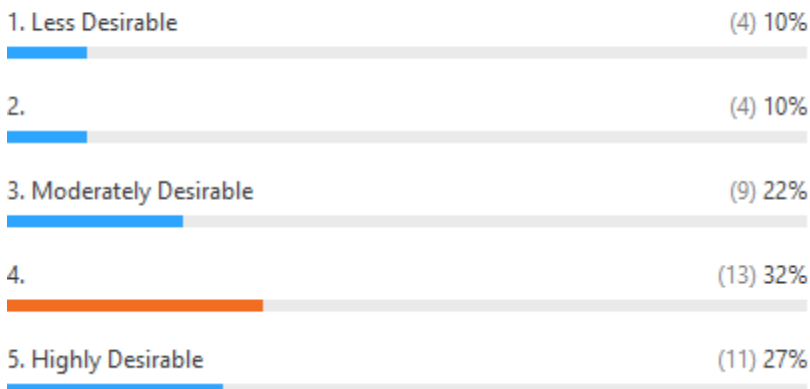 1. Less Desirable (4) 10%
2. (4) 10%
3. Moderately Desirable (9) 22%
4. (13) 32%
5. Highly Desirable (11) 27%